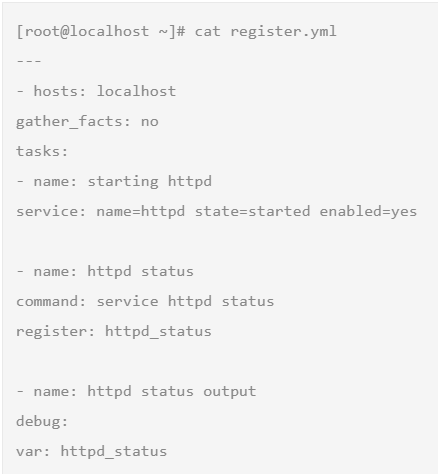 [root@localhost ~]# cat register.yml
---
- hosts: localhost
gather_facts: no
tasks:
- name: starting httpd
service: name=httpd state=started enabled=yes
- name: httpd status
command: service httpd status
register: httpd_status
- name: httpd status output
debug:
var: httpd_status